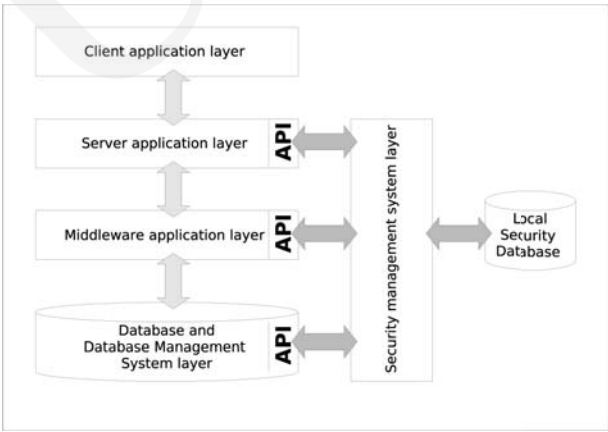 Client application layer
Server application layer
API
Middleware application layer
API
Database and
Database Management
System layer
API
Security management system layer
Local
Security
Database